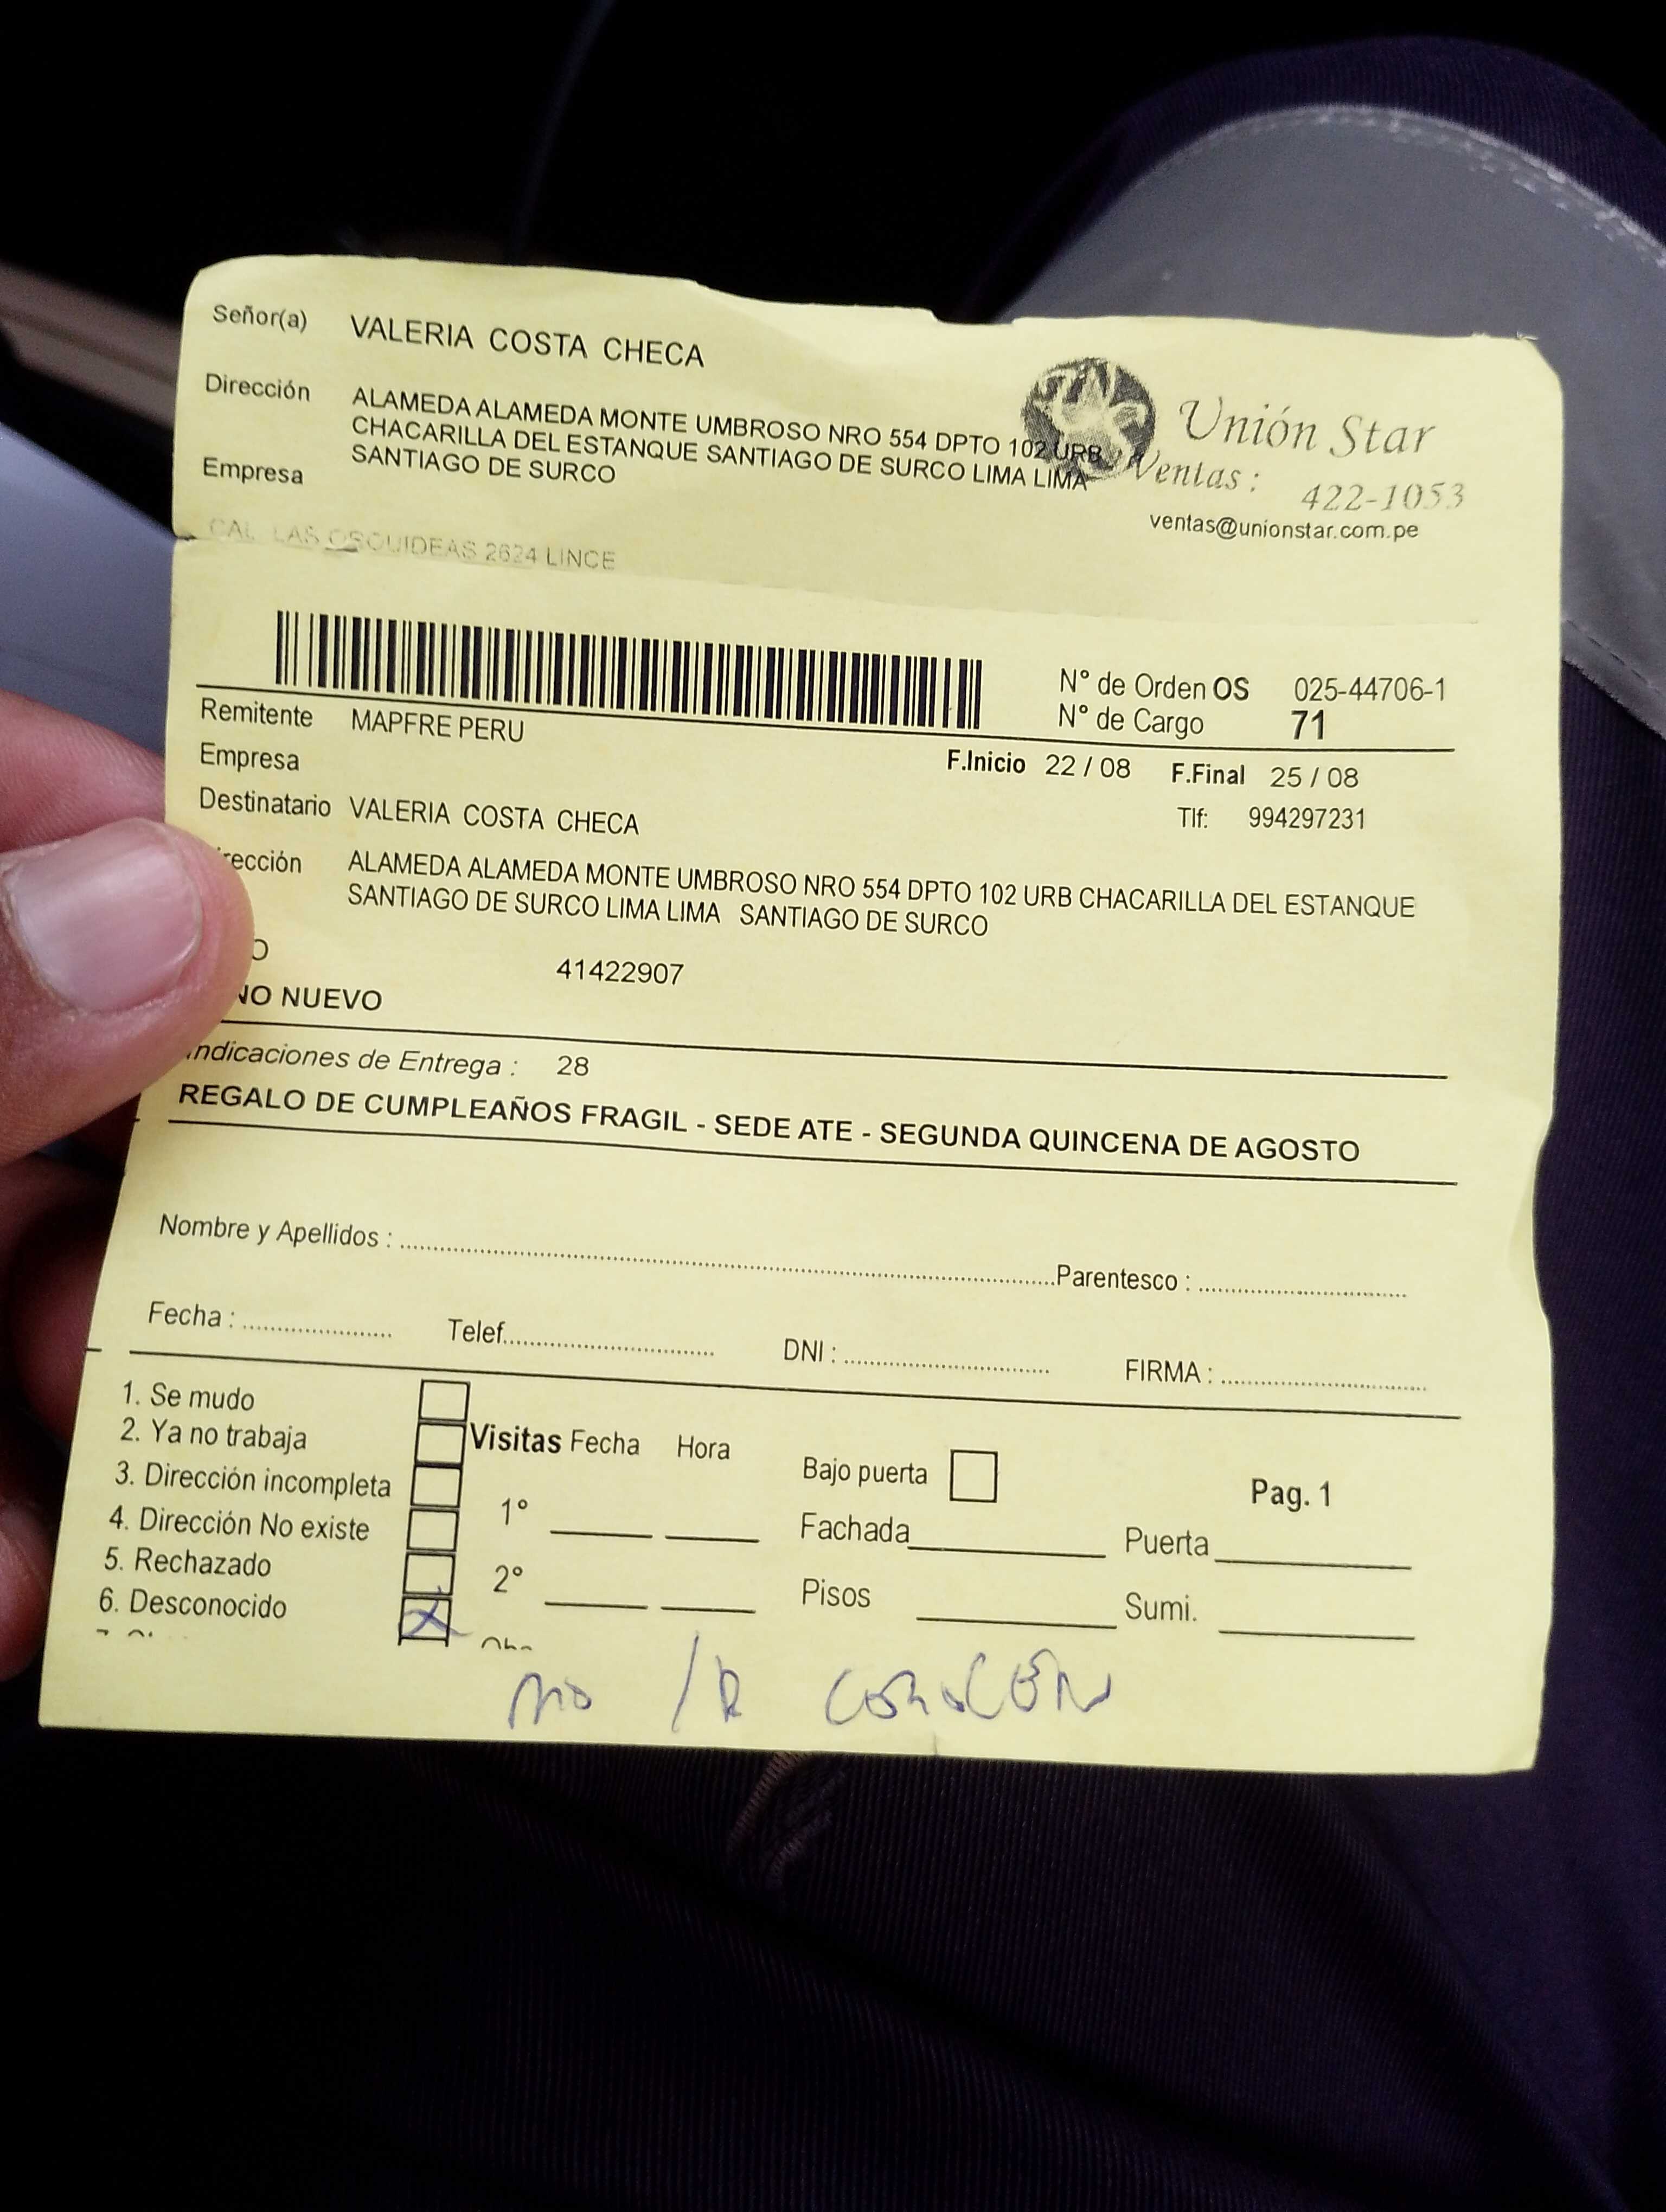 Señor(a) VALERIA COSTA CHECA
Dirección ALAMEDA ALAMEDA MONTE UMBROSO NRO 554 DPTO 102 URB
CHACARILLA DEL ESTANQUE SANTIAGO DE SURCO LIMA LIMA
SANTIAGO DE SURCO
Empresa
Unión Star
Ventas : 422-1053
ventas@unionstar.com.pe
CAL LAS ORQUIDEAS 2624 LINCE
N° de Orden OS 025-44706-1
N° de Cargo 71
Remitente MAPFRE PERU
Empresa
F.Inicio 22 / 08 F.Final 25 / 08
Destinatario VALERIA COSTA CHECA
Tlf: 994297231
rección ALAMEDA ALAMEDA MONTE UMBROSO NRO 554 DPTO 102 URB CHACARILLA DEL ESTANQUE
SANTIAGO DE SURCO LIMA LIMA SANTIAGO DE SURCO
O 41422907
NO NUEVO
Indicaciones de Entrega : 28
REGALO DE CUMPLEAÑOS FRAGIL - SEDE ATE - SEGUNDA QUINCENA DE AGOSTO
Nombre y Apellidos : Parentesco :
Fecha : Telef. DNI : FIRMA :
1. Se mudo
2. Ya no trabaja
3. Dirección incompleta
4. Dirección No existe
5. Rechazado
6. Desconocido X
Visitas Fecha Hora
1°
2°
Bajo puerta
Fachada
Pisos
Pag. 1
Puerta
Sumi.
no /a conocen